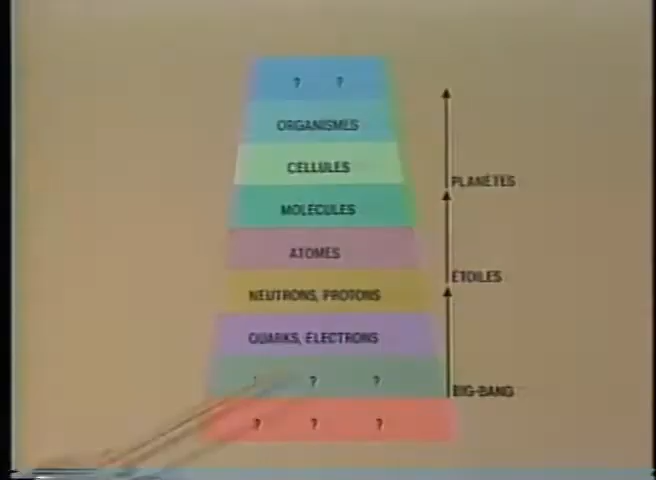 ? ?
ORGANISMES
CELLULES
PLANÈTES
MOLÉCULES
ATOMES
ÉTOILES
NEUTRONS, PROTONS
QUARKS, ÉLECTRONS
? ? ?
BIG-BANG
? ? ?